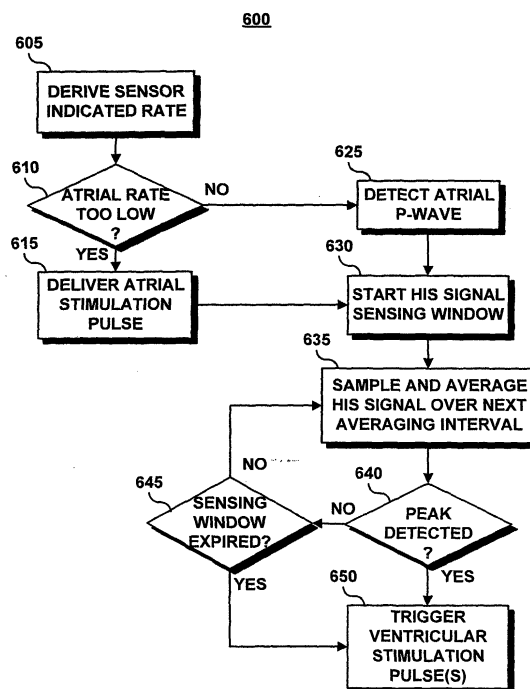 600
605
DERIVE SENSOR
INDICATED RATE
610
ATRIAL RATE
TOO LOW
?
NO
YES
615
DELIVER ATRIAL
STIMULATION
PULSE
625
DETECT ATRIAL
P-WAVE
630
START HIS SIGNAL
SENSING WINDOW
635
SAMPLE AND AVERAGE
HIS SIGNAL OVER NEXT
AVERAGING INTERVAL
640
PEAK
DETECTED
?
NO
YES
645
SENSING
WINDOW
EXPIRED?
NO
YES
650
TRIGGER
VENTRICULAR
STIMULATION
PULSE(S)